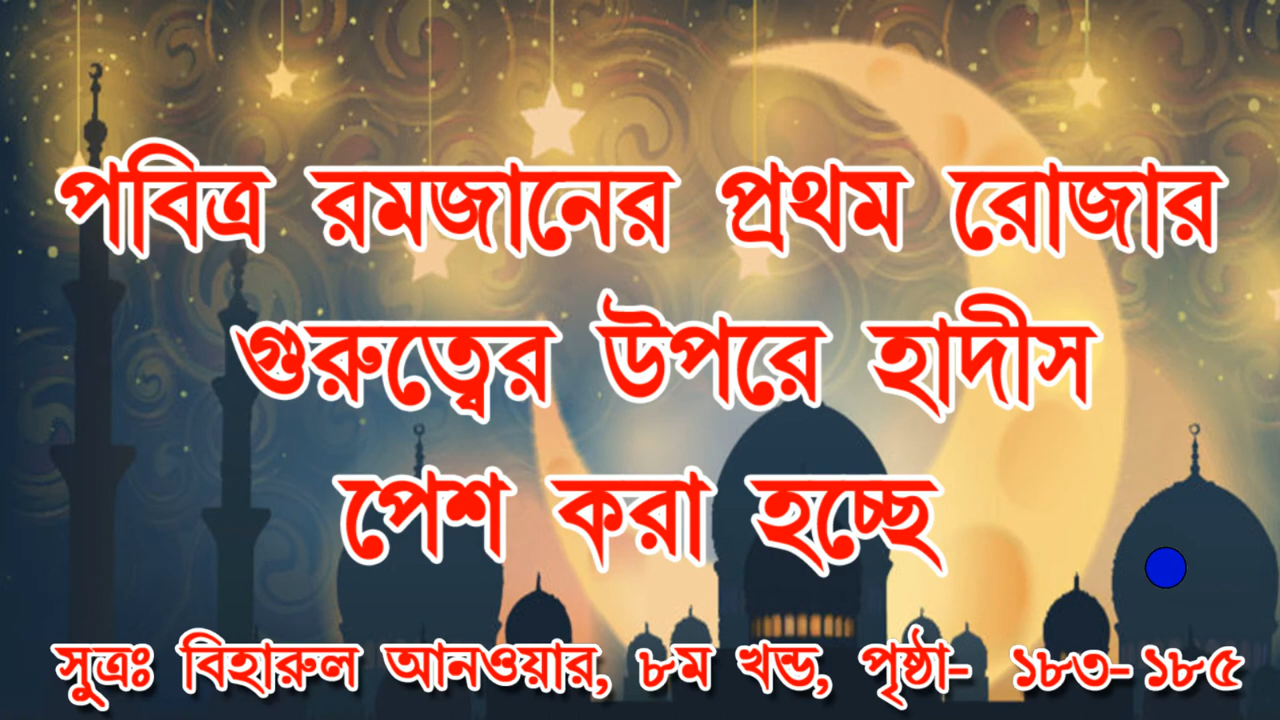 পবিত্র রমজানের প্রথম রোজার
গুরুত্বের উপরে হাদীস
পেশ করা হচ্ছে
সুত্রঃ বিহারুল আনওয়ার, ৮ম খন্ড, পৃষ্ঠা- ১৮৩- ১৮৫